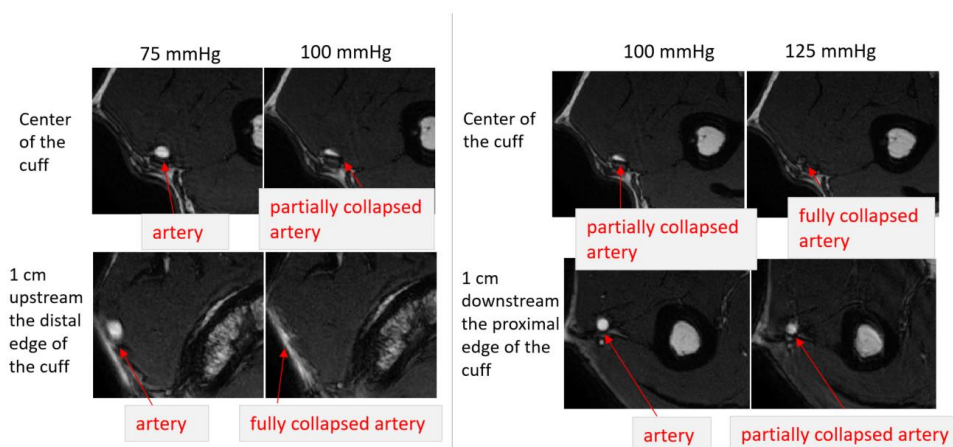 75 mmHg
100 mmHg
Center
of the
cuff
artery
partially collapsed
artery
1 cm
upstream
the distal
edge of
the cuff
artery
fully collapsed artery
100 mmHg
125 mmHg
Center of
the cuff
partially collapsed
artery
fully collapsed
artery
1 cm
downstream
the proximal
edge of the
cuff
artery
partially collapsed artery